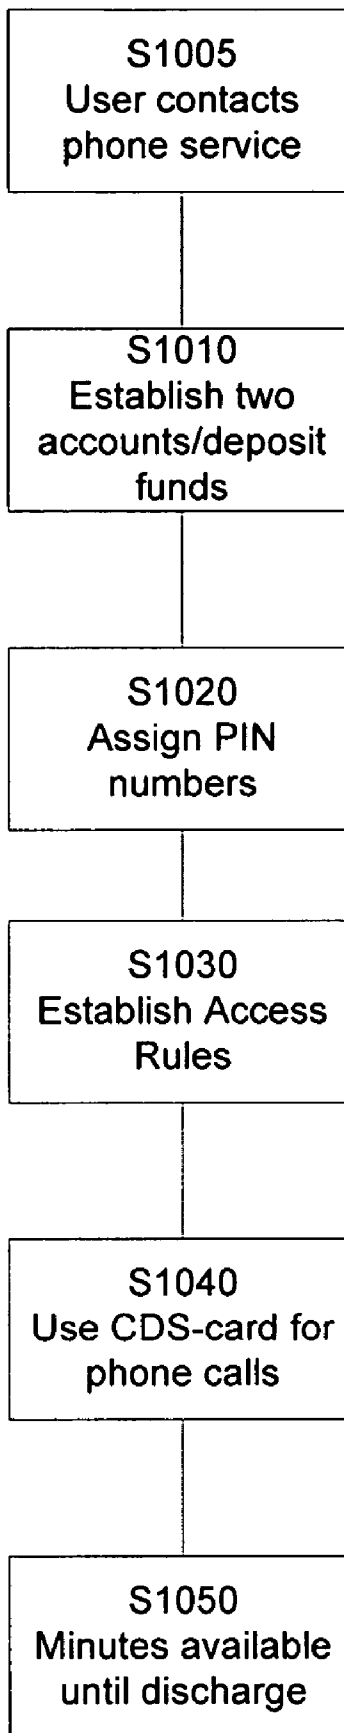 S1005
User contacts
phone service
S1010
Establish two
accounts/deposit
funds
S1020
Assign PIN
numbers
S1030
Establish Access
Rules
S1040
Use CDS-card for
phone calls
S1050
Minutes available
until discharge